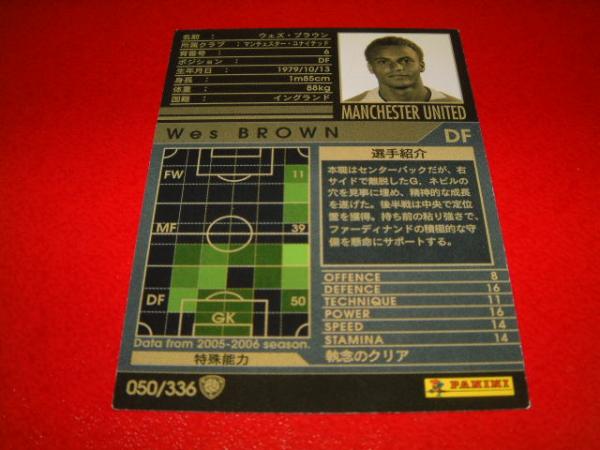 名前 : ウェズ・ブラウン
所属クラブ : マンチェスター・ユナイテッド
背番号 : 6
ポジション : DF
生年月日 : 1979/10/13
身長 : 1m85cm
体重 : 88kg
国籍 : イングランド
MANCHESTER UNITED
Wes BROWN DF
FW 11
MF 39
DF 50
GK
Data from 2005-2006 season.
選手紹介
本職はセンターバックだが、右
サイドで離脱したG，ネビルの
穴を見事に埋め、精神的な成長
を遂げた。後半戦は中央で定位
置を獲得。持ち前の粘り強さで、
ファーディナンドの積極的な守
備を懸命にサポートする。
OFFENCE 8
DEFENCE 16
TECHNIQUE 11
POWER 16
SPEED 14
STAMINA 14
特殊能力 執念のクリア
050/336
PANINI